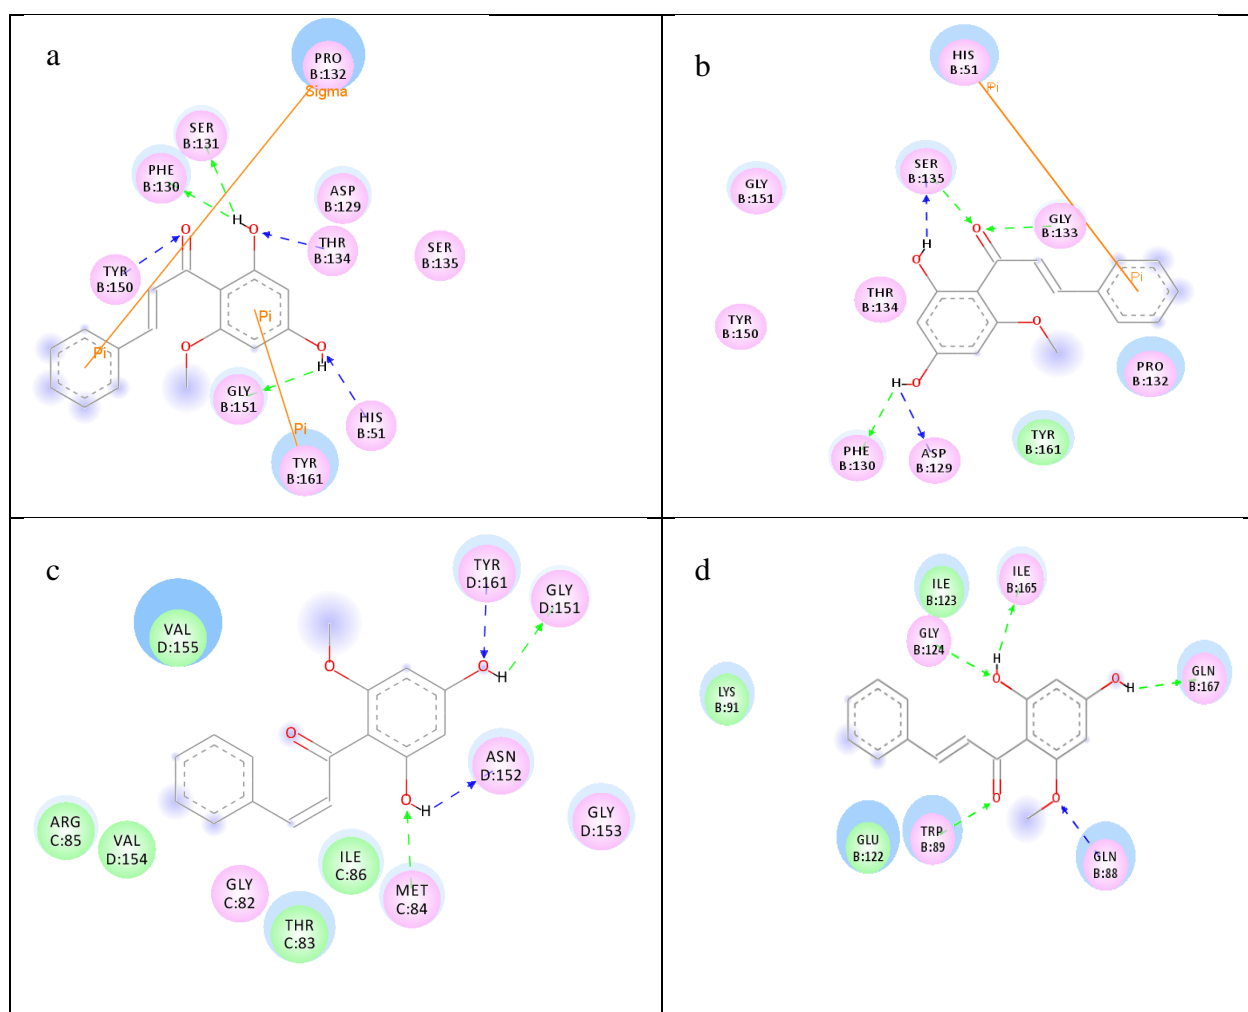 a
PRO
B:132
Sigma
SER
B:131
PHE
B:130
ASP
B:129
H
O
O
THR
B:134
SER
B:135
TYR
B:150
Pi
Pi
O
O
H
GLY
B:151
HIS
B:51
Pi
TYR
B:161
b
HIS
B:51
Pi
SER
B:135
GLY
B:151
GLY
B:133
O
H
O
Pi
THR
B:134
TYR
B:150
O
PRO
B:132
H
O
TYR
B:161
PHE
B:130
ASP
B:129
c
TYR
D:161
GLY
D:151
VAL
D:155
O
O
H
O
ASN
D:152
O
H
GLY
D:153
ARG
C:85
VAL
D:154
ILE
C:86
GLY
C:82
MET
C:84
THR
C:83
d
ILE
B:123
ILE
B:165
GLY
B:124
H
O
O
H
GLN
B:167
LYS
B:91
O
O
GLU
B:122
TRP
B:89
GLN
B:88